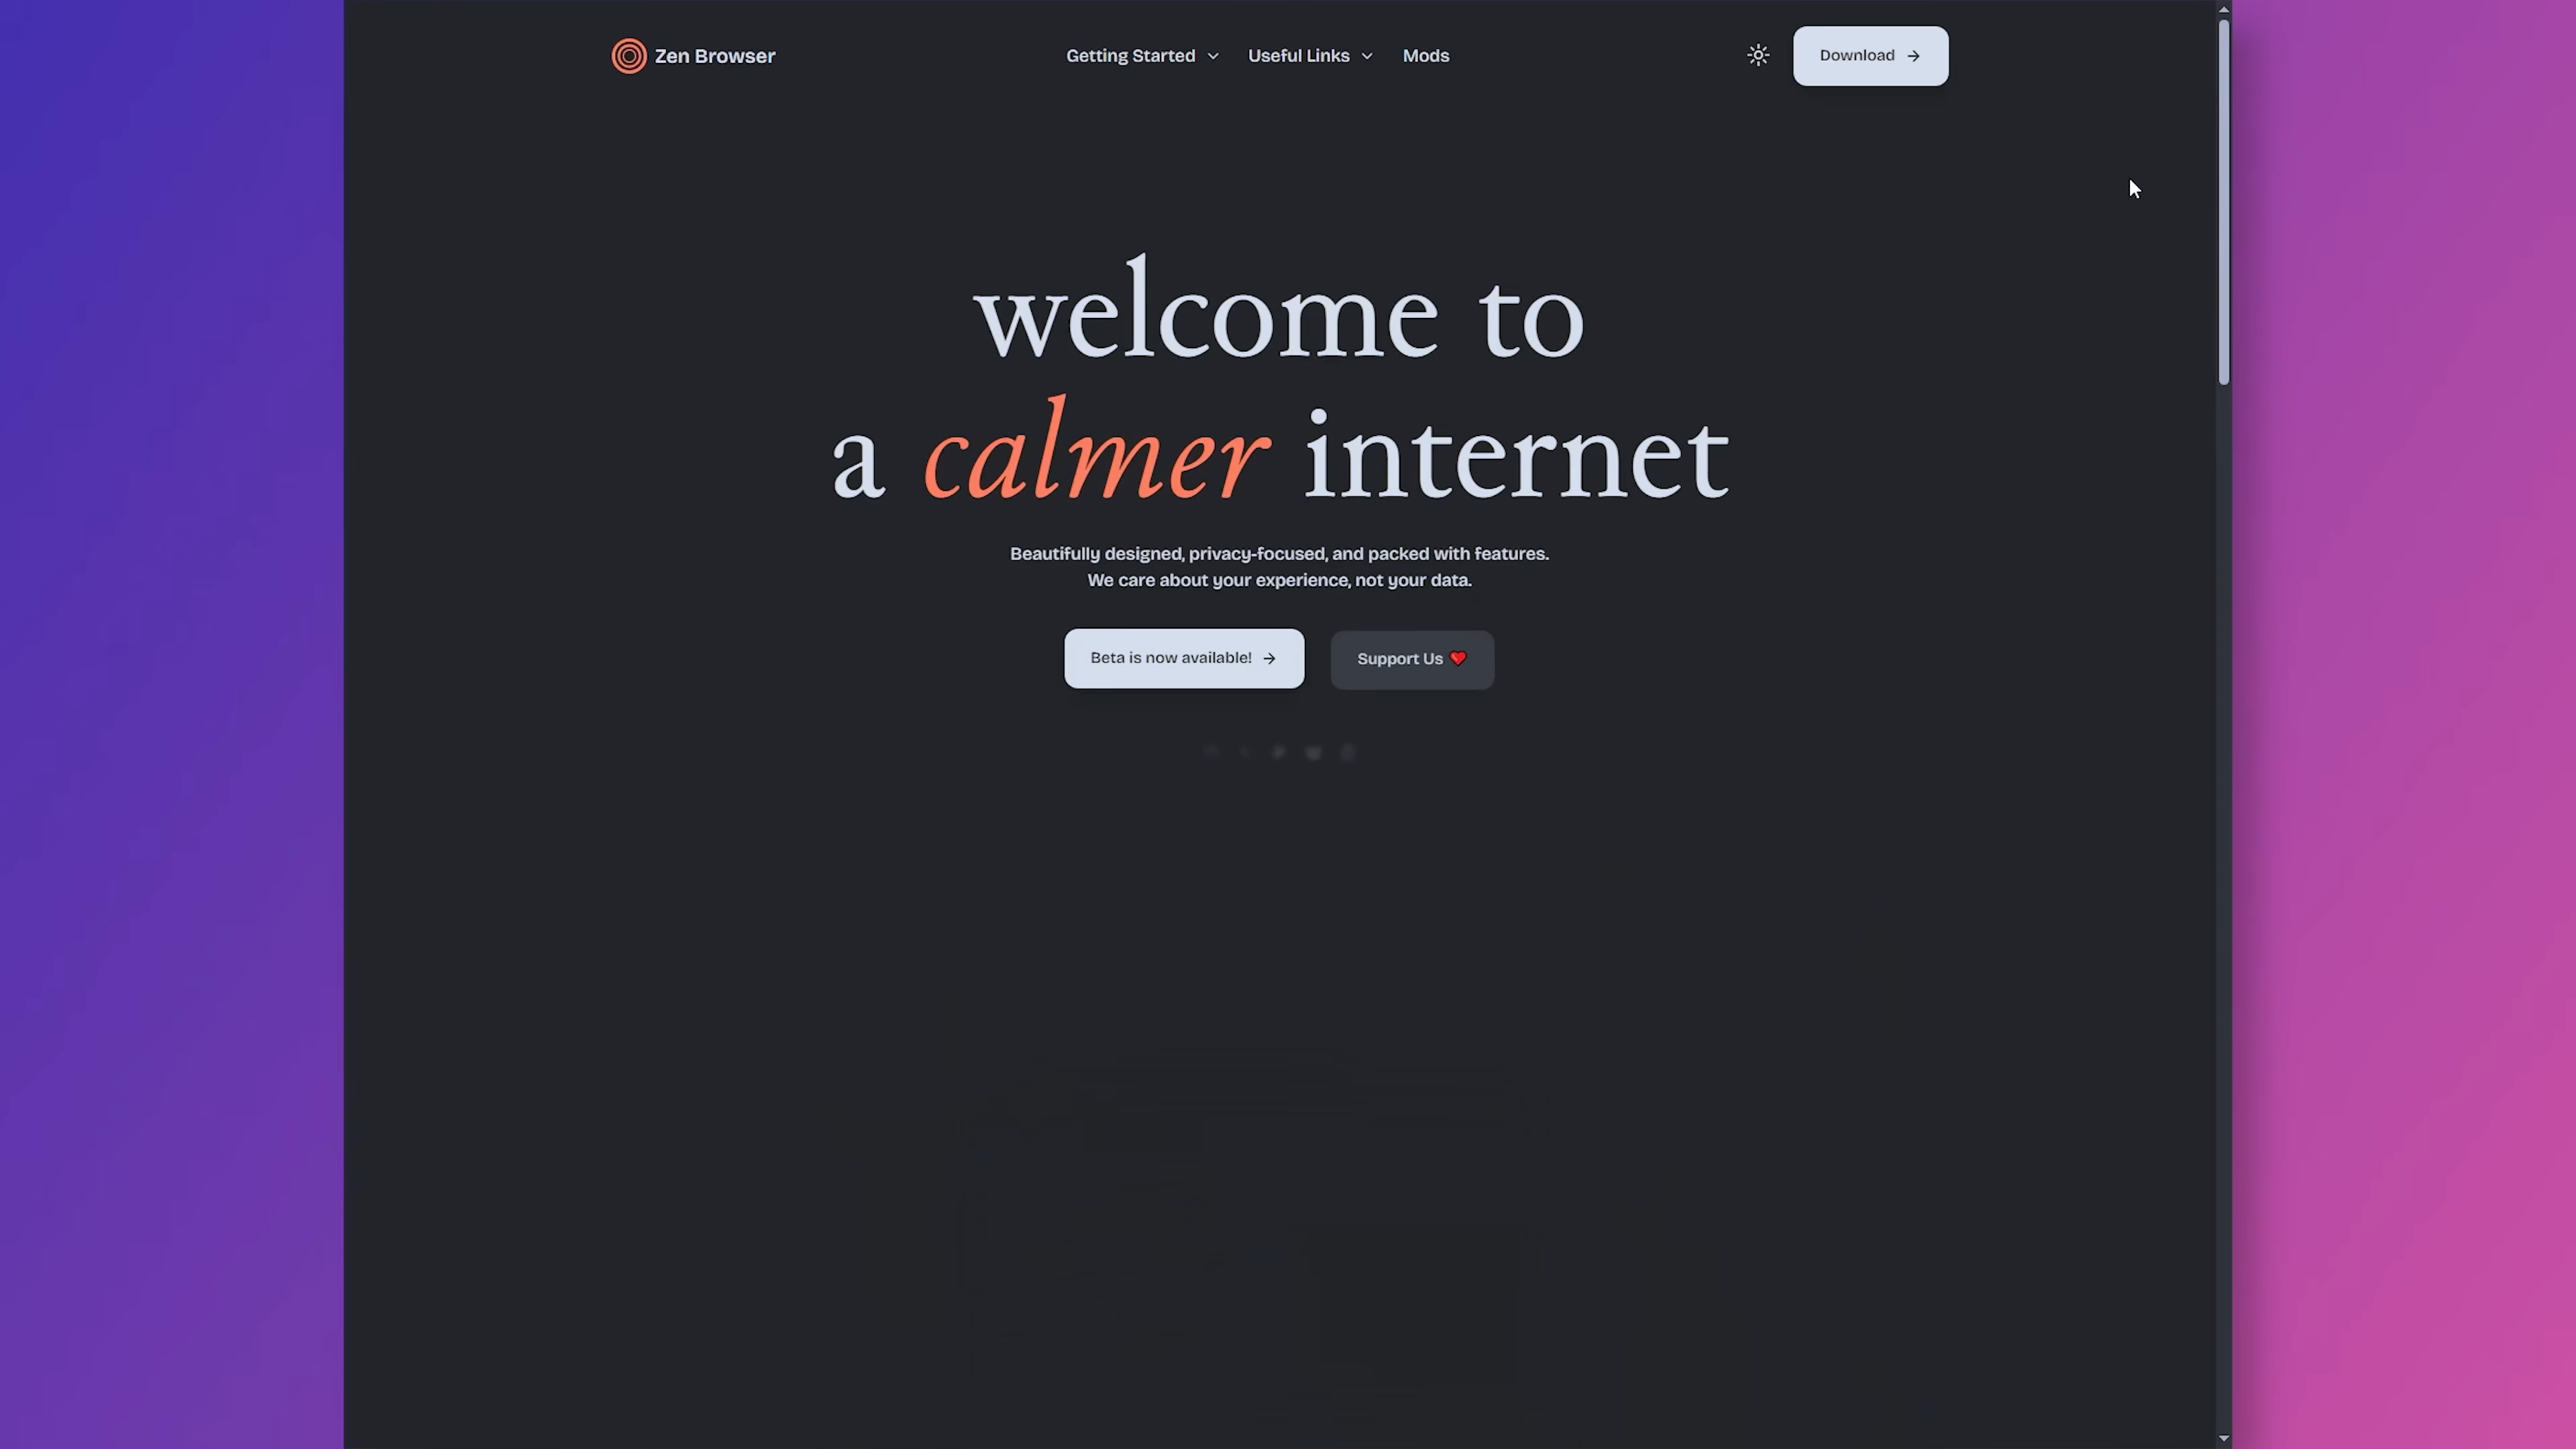 Zen Browser
Getting Started
Useful Links
Mods
Download →
welcome to
a calmer internet
Beautifully designed, privacy-focused, and packed with features.
We care about your experience, not your data.
Beta is now available! →
Support Us ❤️